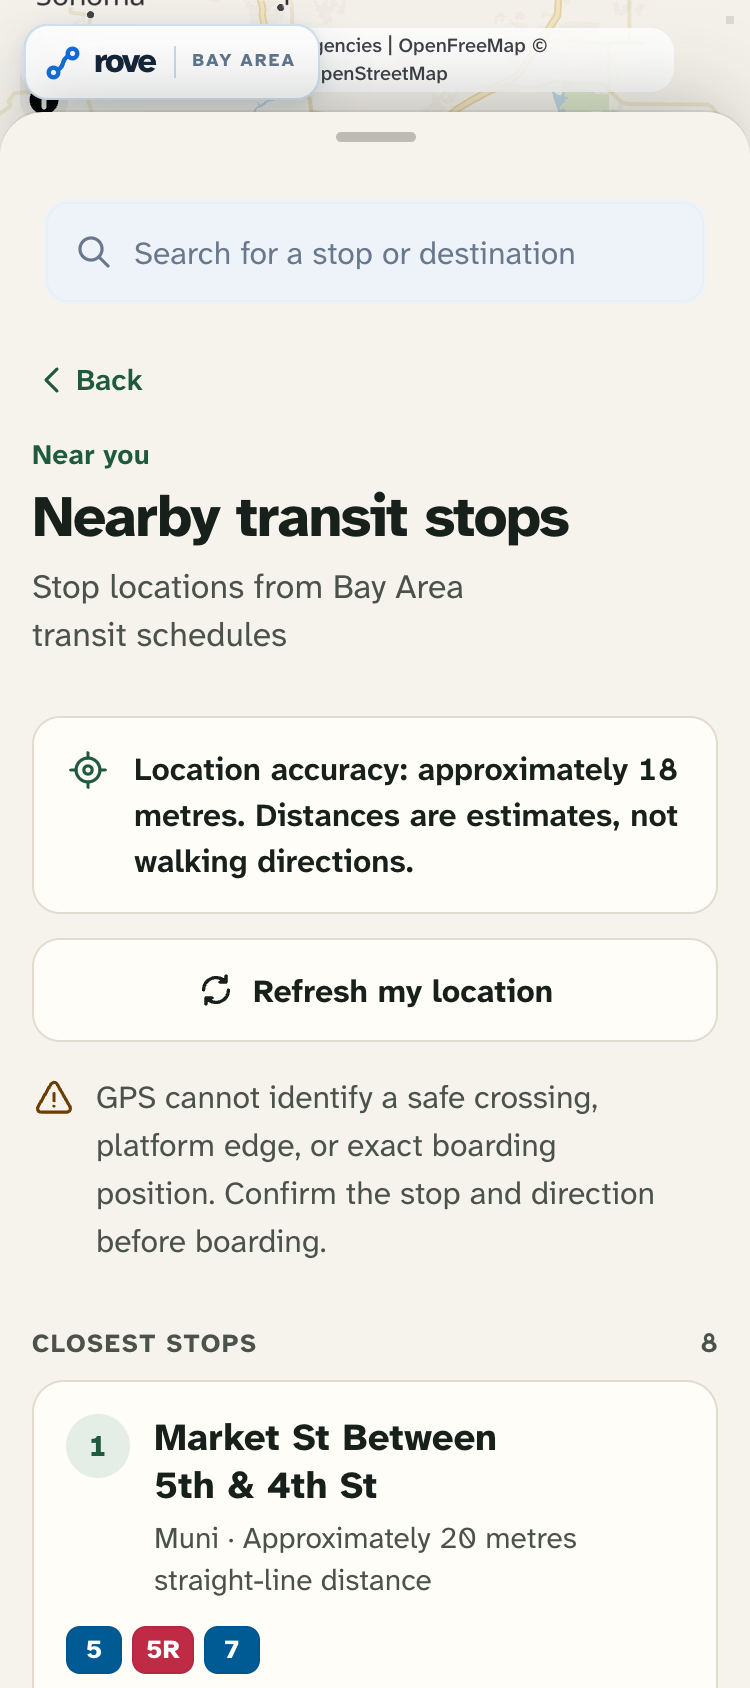 Sonoma
gencies | OpenFreeMap ©
penStreetMap
rove
BAY AREA
Search for a stop or destination
Back
Near you
Nearby transit stops
Stop locations from Bay Area
transit schedules
Location accuracy: approximately 18
metres. Distances are estimates, not
walking directions.
Refresh my location
GPS cannot identify a safe crossing,
platform edge, or exact boarding
position. Confirm the stop and direction
before boarding.
CLOSEST STOPS 8
1
Market St Between
5th & 4th St
Muni · Approximately 20 metres
straight-line distance
5 5R 7